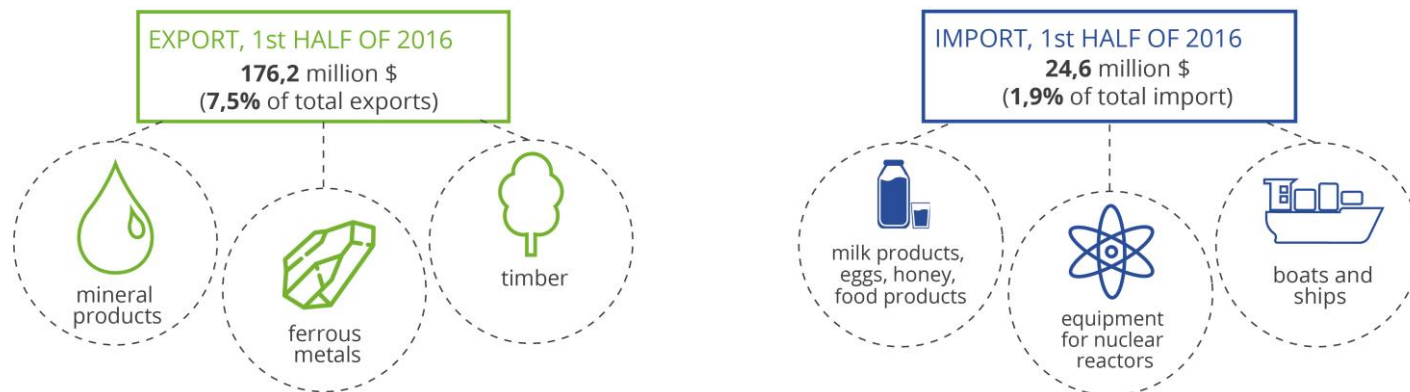 EXPORT, 1st HALF OF 2016
176,2 million $
(7,5% of total exports)
mineral
products
ferrous
metals
timber
IMPORT, 1st HALF OF 2016
24,6 million $
(1,9% of total import)
milk products,
eggs, honey,
food products
equipment
for nuclear
reactors
boats and
ships